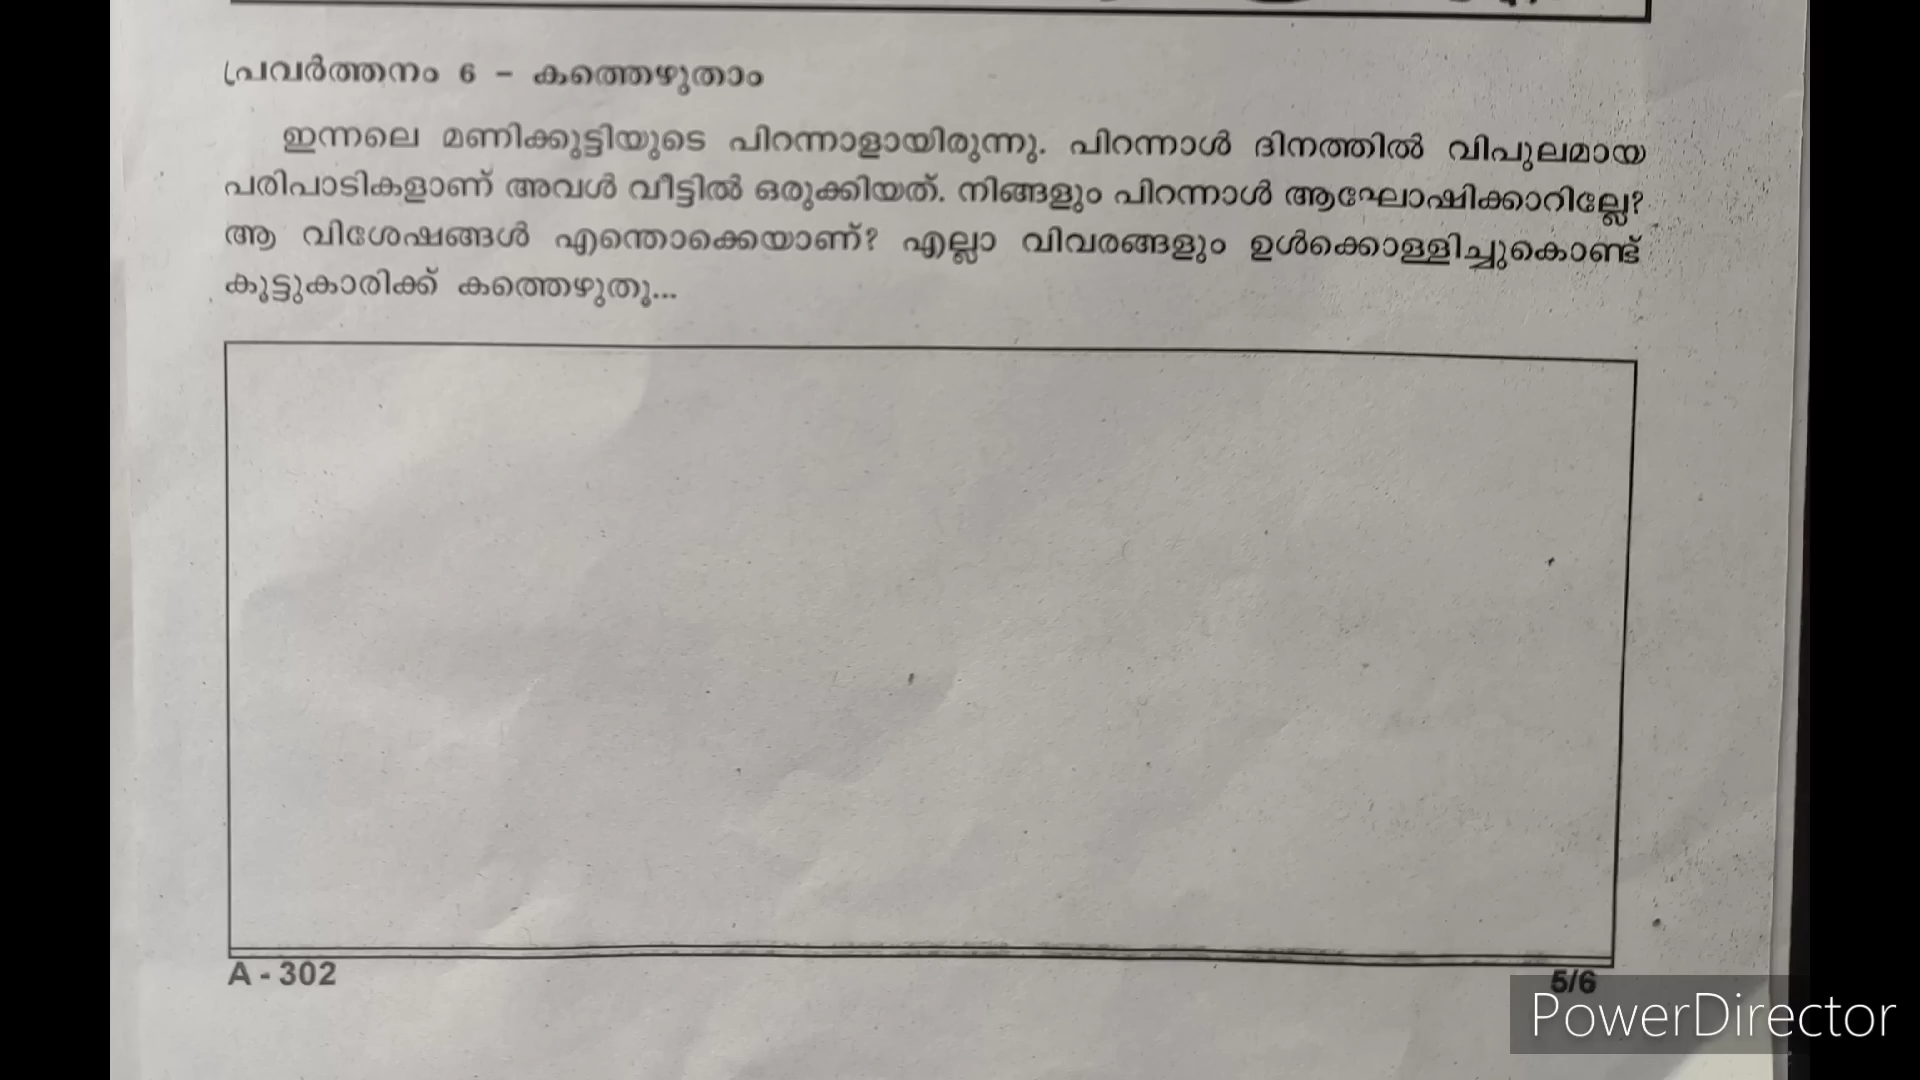 പ്രവർത്തനം 6 - കത്തെഴുതാം
ഇന്നലെ മണിക്കുട്ടിയുടെ പിറന്നാളായിരുന്നു. പിറന്നാൾ ദിനത്തിൽ വിപുലമായ
പരിപാടികളാണ് അവൾ വീട്ടിൽ ഒരുക്കിയത്. നിങ്ങളും പിറന്നാൾ ആഘോഷിക്കാറില്ലേ?
ആ വിശേഷങ്ങൾ എന്തൊക്കെയാണ്? എല്ലാ വിവരങ്ങളും ഉൾക്കൊള്ളിച്ചുകൊണ്ട്
കൂട്ടുകാരിക്ക് കത്തെഴുതൂ...
A - 302
5/6
PowerDirector